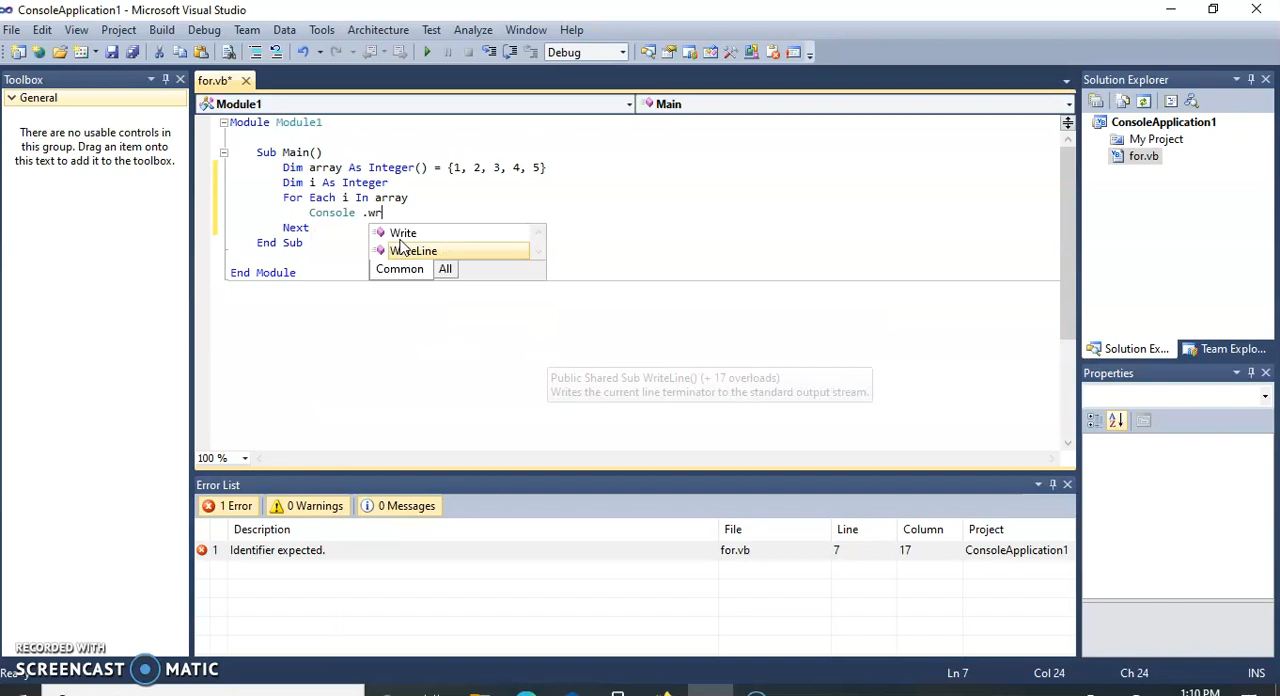 ConsoleApplication1 - Microsoft Visual Studio
File Edit View Project Build Debug Team Data Tools Architecture Test Analyze Window Help
Debug
Toolbox
for.vb*
Solution Explorer
General
Module1
Main
There are no usable controls in
this group. Drag an item onto
this text to add it to the toolbox.
Module Module1
Sub Main()
Dim array As Integer() = {1, 2, 3, 4, 5}
Dim i As Integer
For Each i In array
Console .wr
Next
End Sub
End Module
Write
WriteLine
Common All
Public Shared Sub WriteLine() (+ 17 overloads)
Writes the current line terminator to the standard output stream.
ConsoleApplication1
My Project
for.vb
Solution Ex... Team Explo...
Properties
100 %
Error List
1 Error 0 Warnings 0 Messages
Description File Line Column Project
1 Identifier expected. for.vb 7 17 ConsoleApplication1
RECORDED WITH
SCREENCAST MATIC
Ln 7 Col 24 Ch 24 INS
1:10 PM